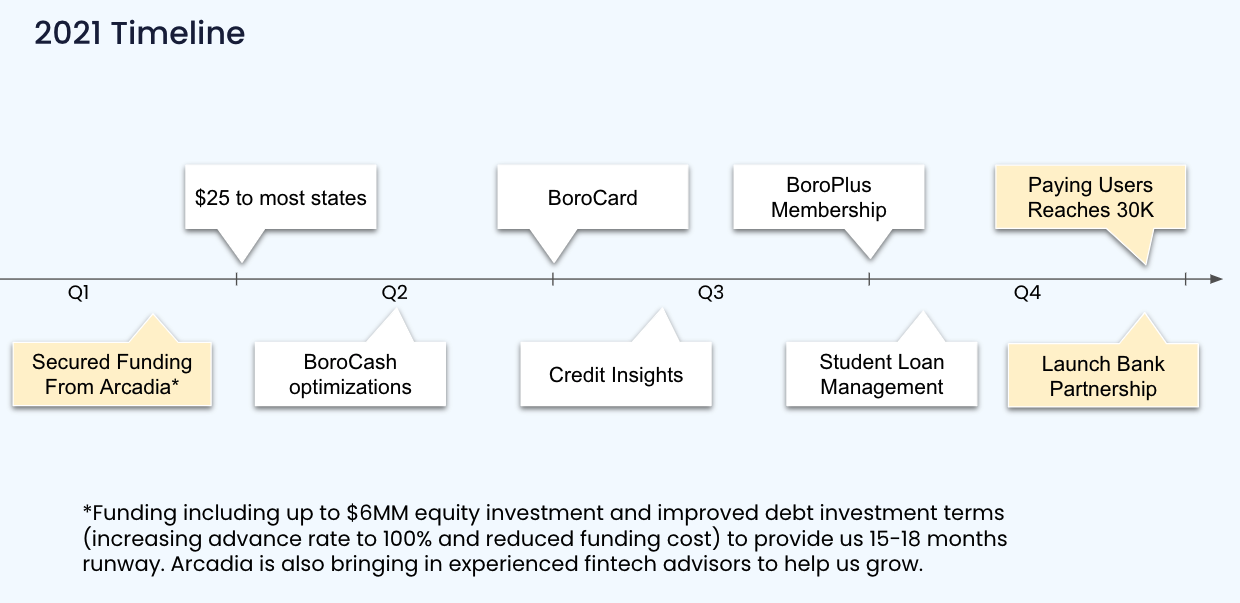 2021 Timeline
$25 to most states
BoroCard
BoroPlus
Membership
Paying Users
Reaches 30K
Q1
Q2
Q3
Q4
Secured Funding
From Arcadia*
BoroCash
optimizations
Credit Insights
Student Loan
Management
Launch Bank
Partnership
*Funding including up to $6MM equity investment and improved debt investment terms
(increasing advance rate to 100% and reduced funding cost) to provide us 15-18 months
runway. Arcadia is also bringing in experienced fintech advisors to help us grow.